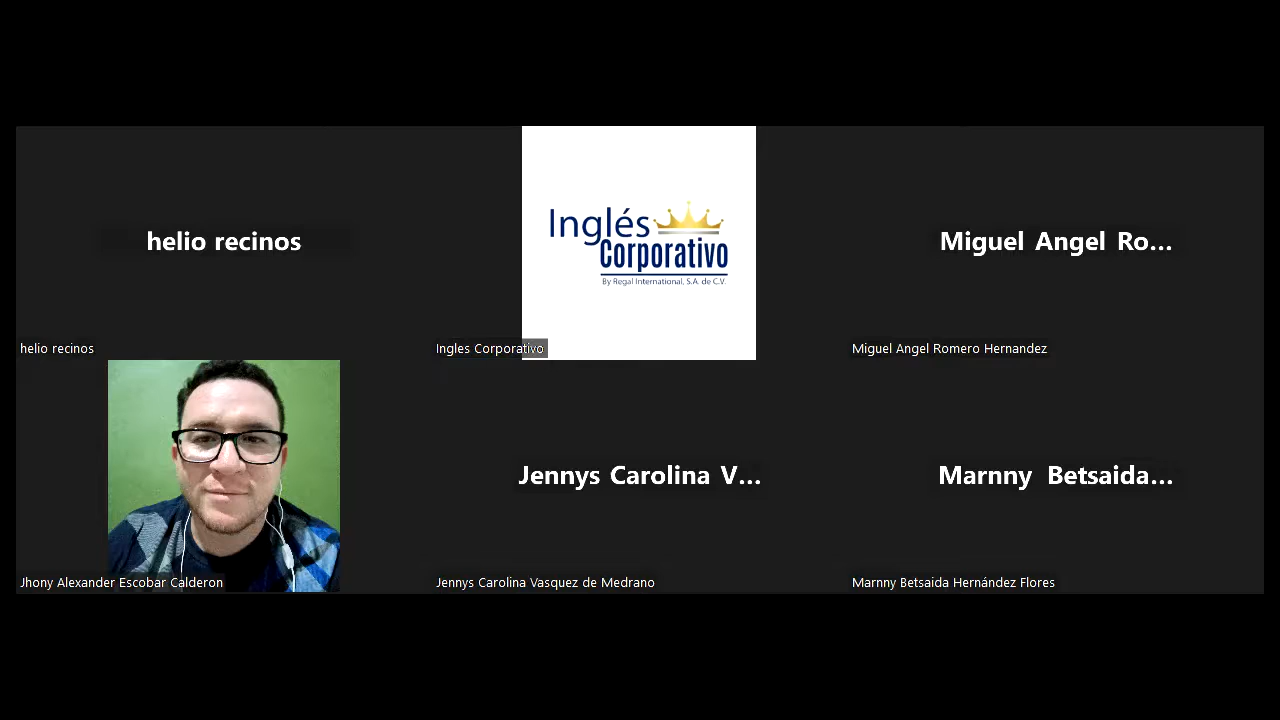 helio recinos
Inglés
Corporativo
By Regal International, S.A. de C.V.
Miguel Angel Ro...
helio recinos
Ingles Corporativo
Miguel Angel Romero Hernandez
Jennys Carolina V...
Marnny Betsaida...
Jhony Alexander Escobar Calderon
Jennys Carolina Vasquez de Medrano
Marnny Betsaida Hernández Flores